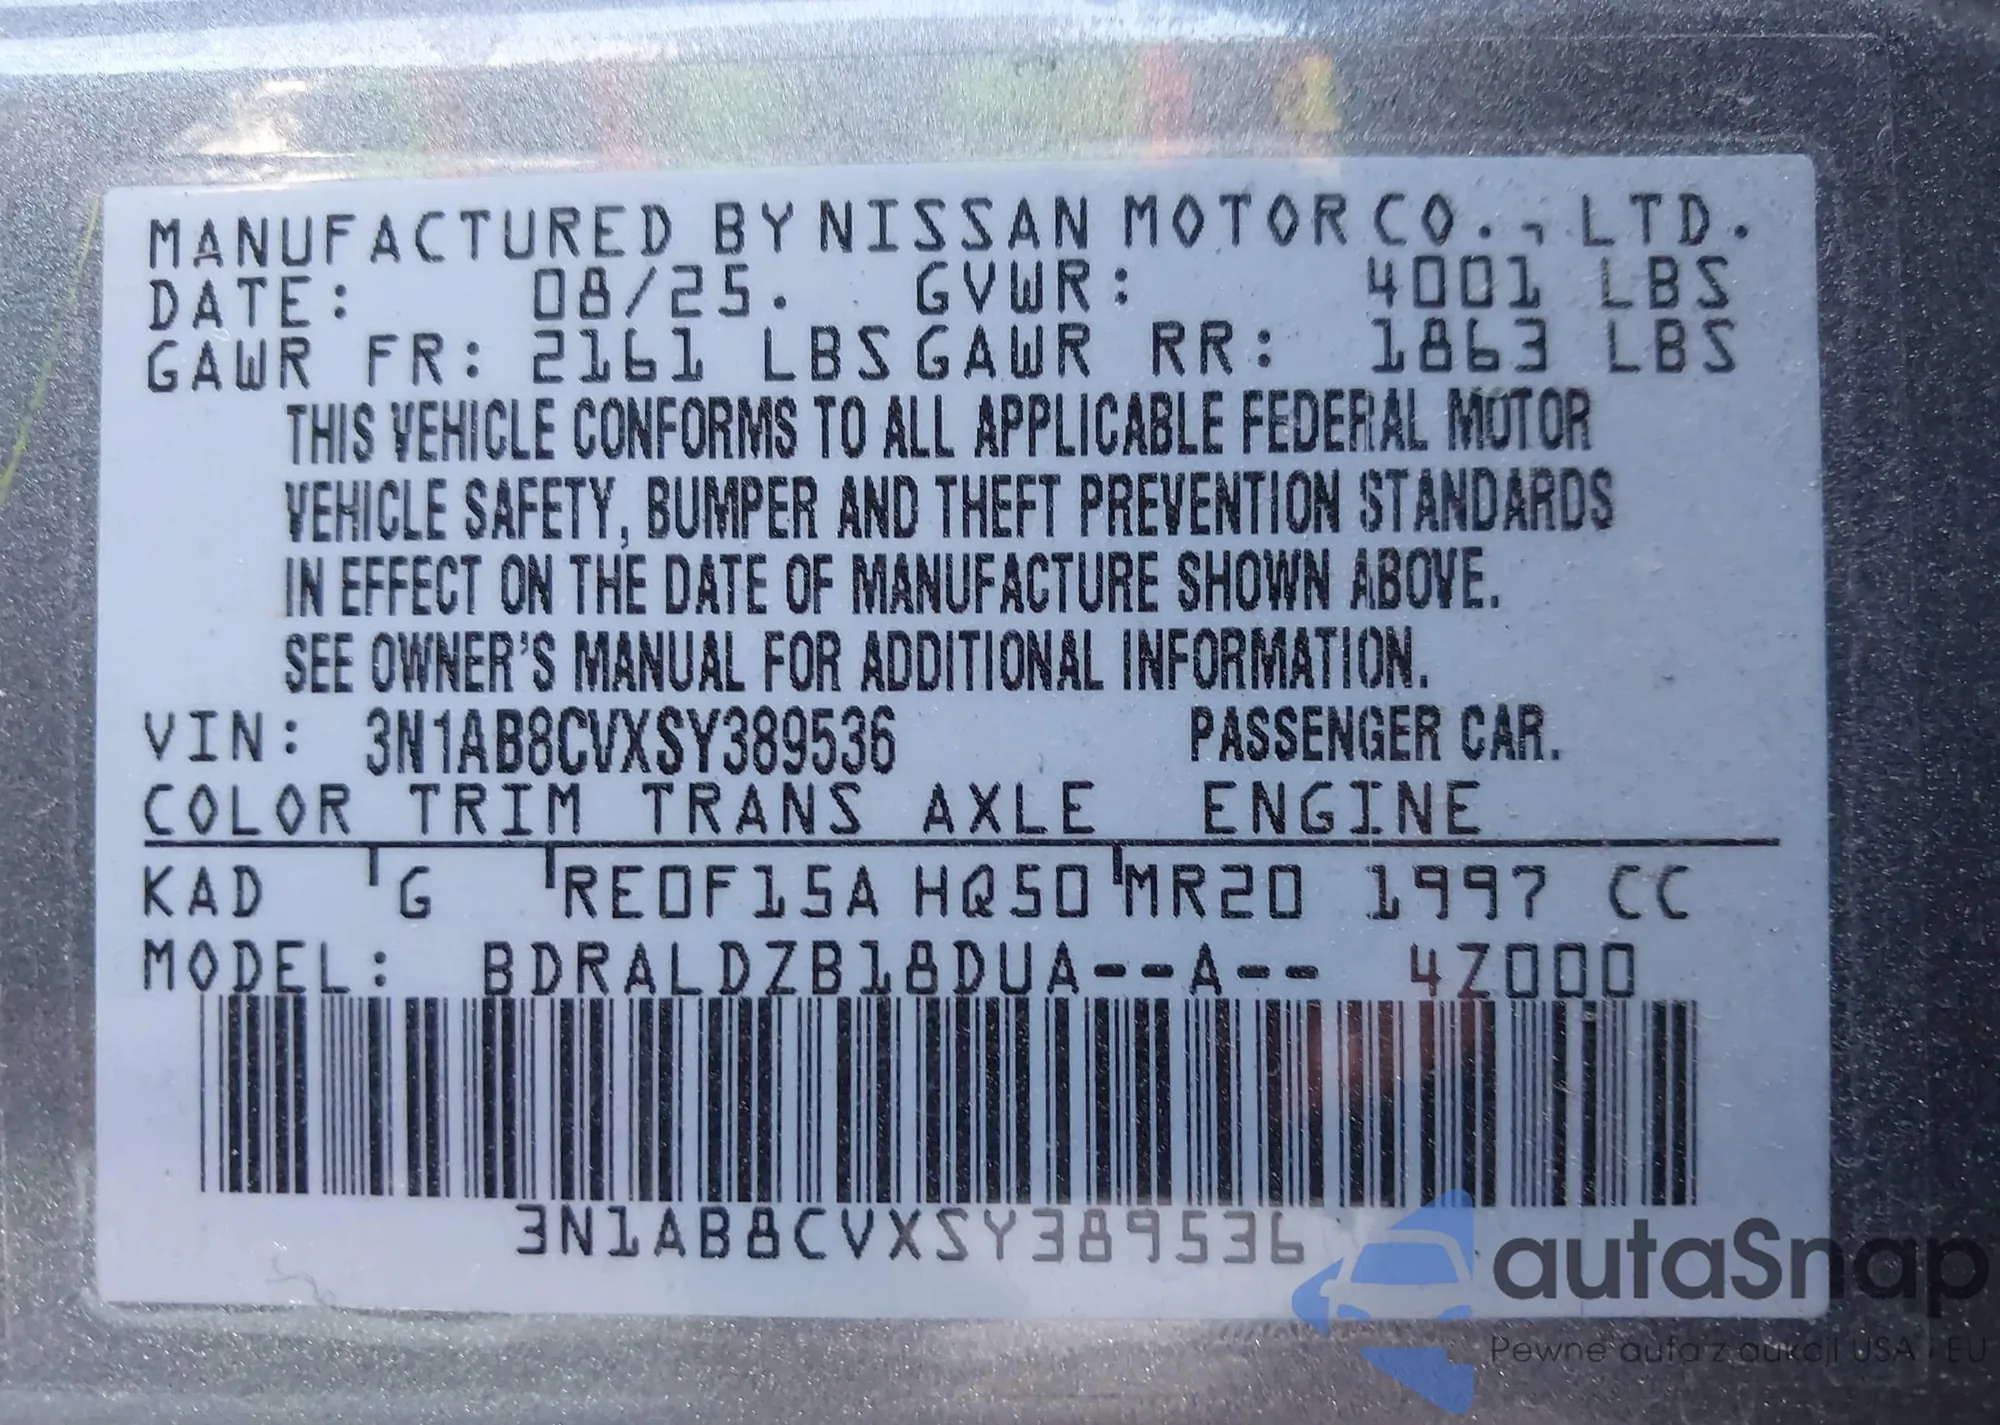 MANUFACTURED BY NISSAN MOTOR CO., LTD.
DATE: 08/25. GVWR: 4001 LBS
GAWR FR: 2161 LBS GAWR RR: 1863 LBS
THIS VEHICLE CONFORMS TO ALL APPLICABLE FEDERAL MOTOR
VEHICLE SAFETY, BUMPER AND THEFT PREVENTION STANDARDS
IN EFFECT ON THE DATE OF MANUFACTURE SHOWN ABOVE.
SEE OWNER'S MANUAL FOR ADDITIONAL INFORMATION.
VIN: 3N1AB8CVXSY389536 PASSENGER CAR.
COLOR TRIM TRANS AXLE ENGINE
KAD G RE0F15A HQ50 MR20 1997 CC
MODEL: BDRALDZB18DUA--A-- 4Z000
3N1AB8CVXSY389536
autaSnap
Pewne auta z aukcji USA i EU